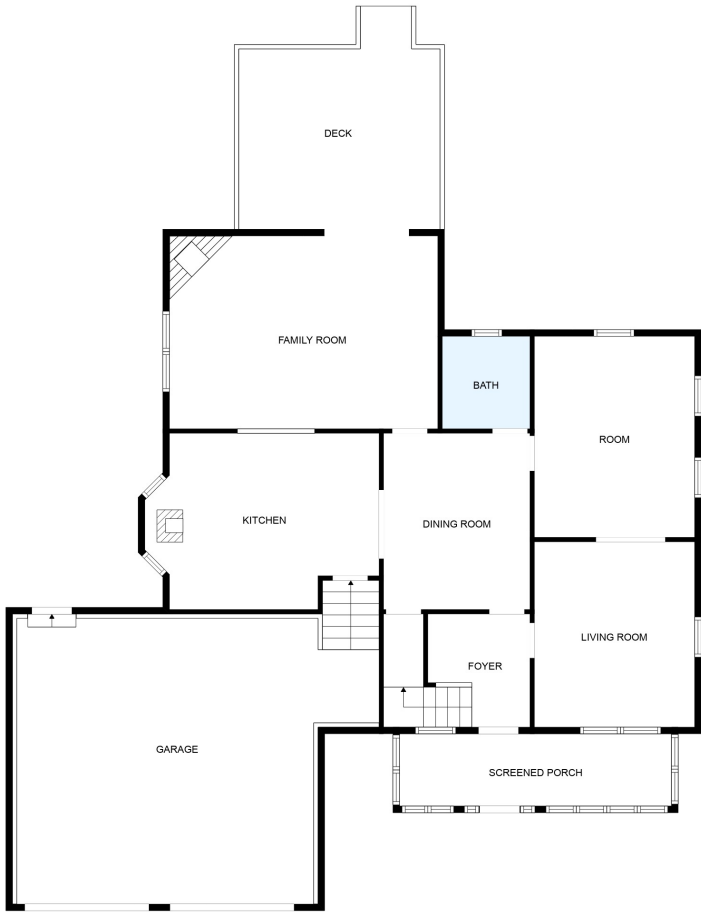 DECK
FAMILY ROOM
BATH
ROOM
KITCHEN
DINING ROOM
LIVING ROOM
FOYER
GARAGE
SCREENED PORCH